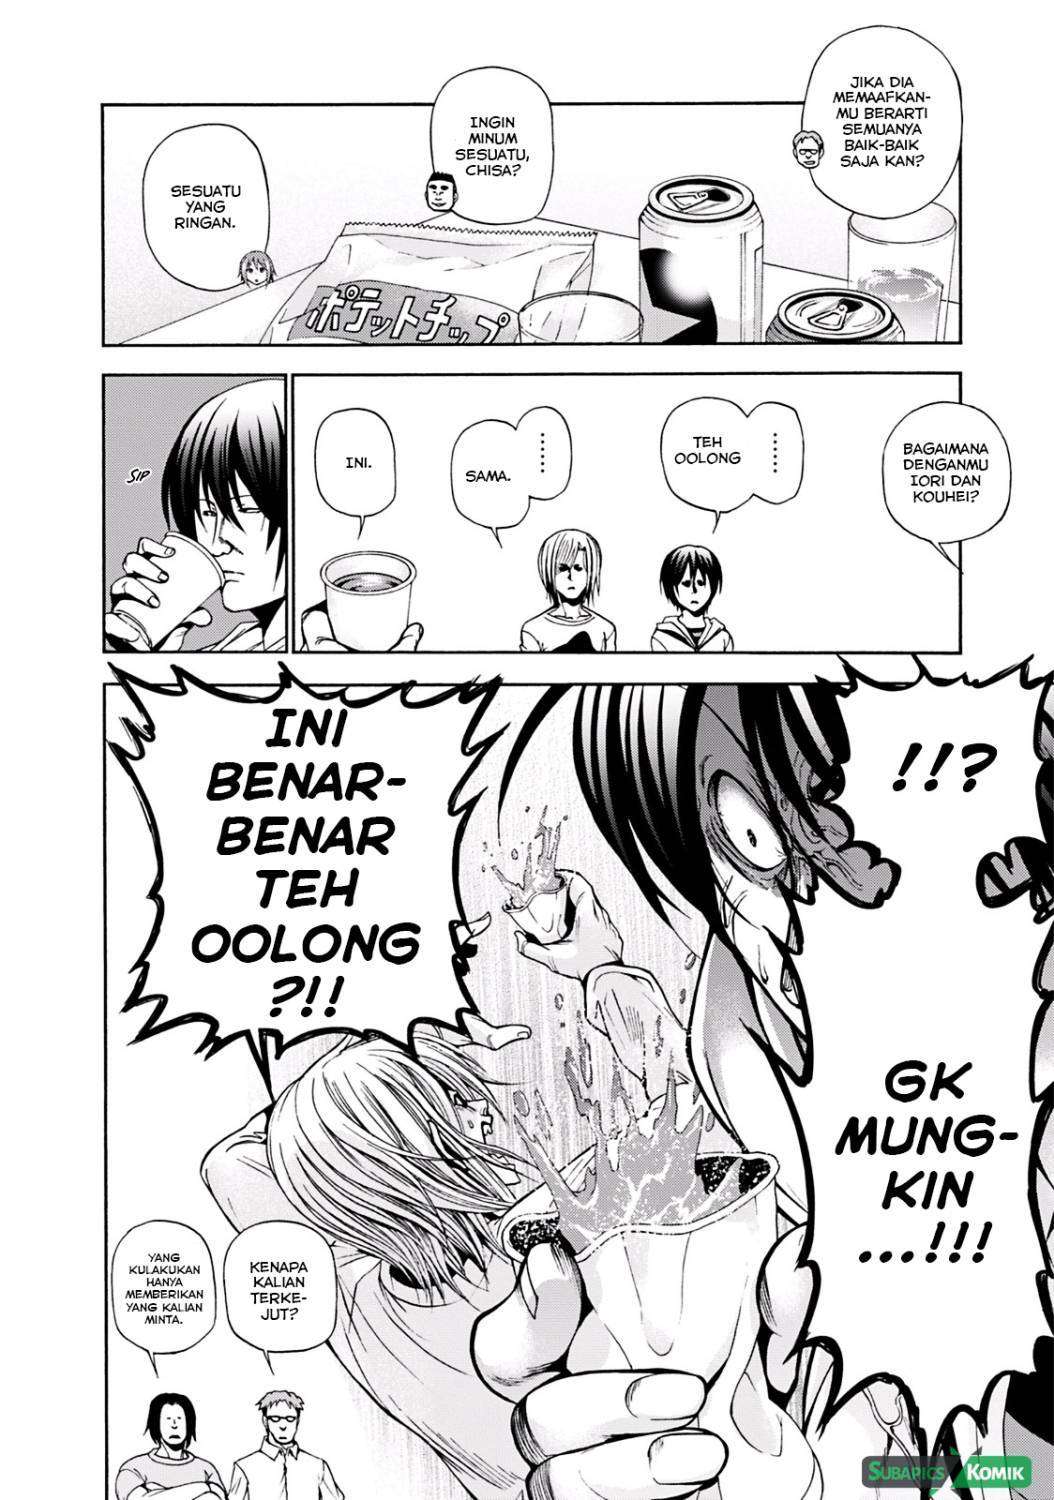 JIKA DIA
MEMAAFKAN-
MU BERARTI
SEMUANYA
BAIK-BAIK
SAJA KAN?
INGIN
MINUM
SESUATU,
CHISA?
SESUATU
YANG
RINGAN.
ポテットチップ
BAGAIMANA
DENGANMU
IORI DAN
KOUHEI?
......
TEH
OOLONG
......
SAMA.
INI.
SIP
!!?
GK
MUNG-
KIN
...!!!
INI
BENAR-
BENAR
TEH
OOLONG
?!!
KENAPA
KALIAN
TERKE-
JUT?
YANG
KULAKUKAN
HANYA
MEMBERIKAN
YANG KALIAN
MINTA.
SUBAPICS
KOMIK